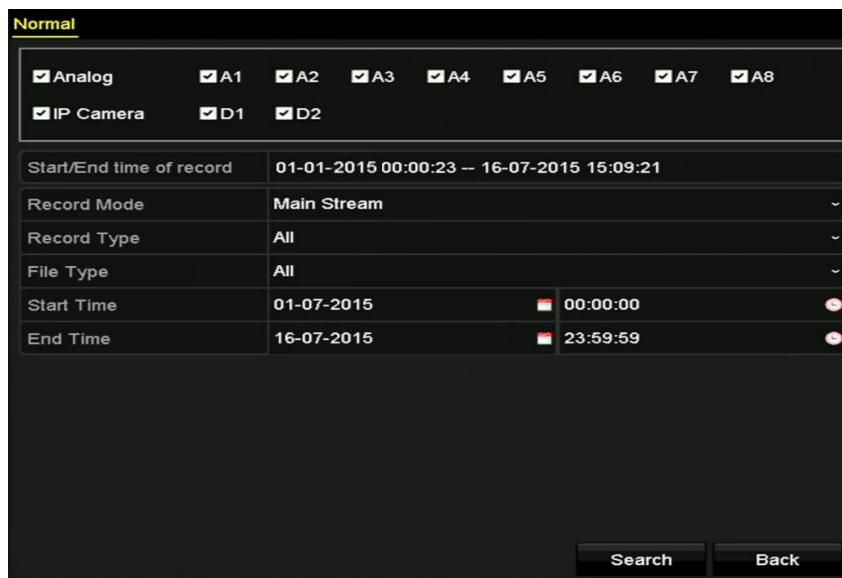 Normal
Analog A1 A2 A3 A4 A5 A6 A7 A8
IP Camera D1 D2
Start/End time of record 01-01-2015 00:00:23 -- 16-07-2015 15:09:21
Record Mode Main Stream
Record Type All
File Type All
Start Time 01-07-2015 00:00:00
End Time 16-07-2015 23:59:59
Search Back